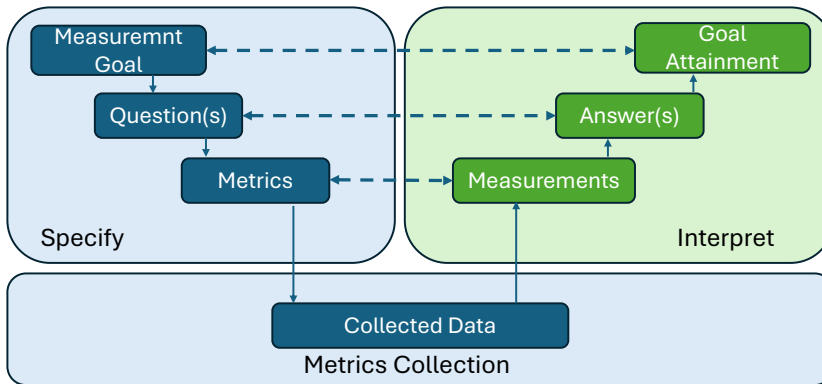 Measuremnt
Goal
Goal
Attainment
Question(s)
Answer(s)
Metrics
Measurements
Specify
Interpret
Collected Data
Metrics Collection